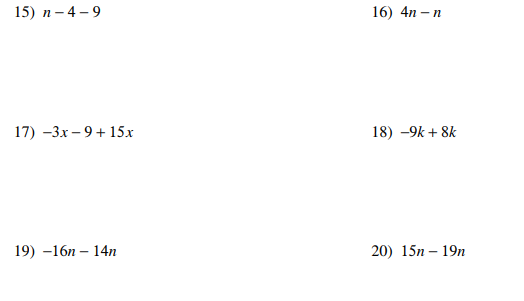 15) n – 4 – 9
16) 4n – n
17) –3x – 9 + 15x
18) –9k + 8k
19) –16n – 14n
20) 15n – 19n